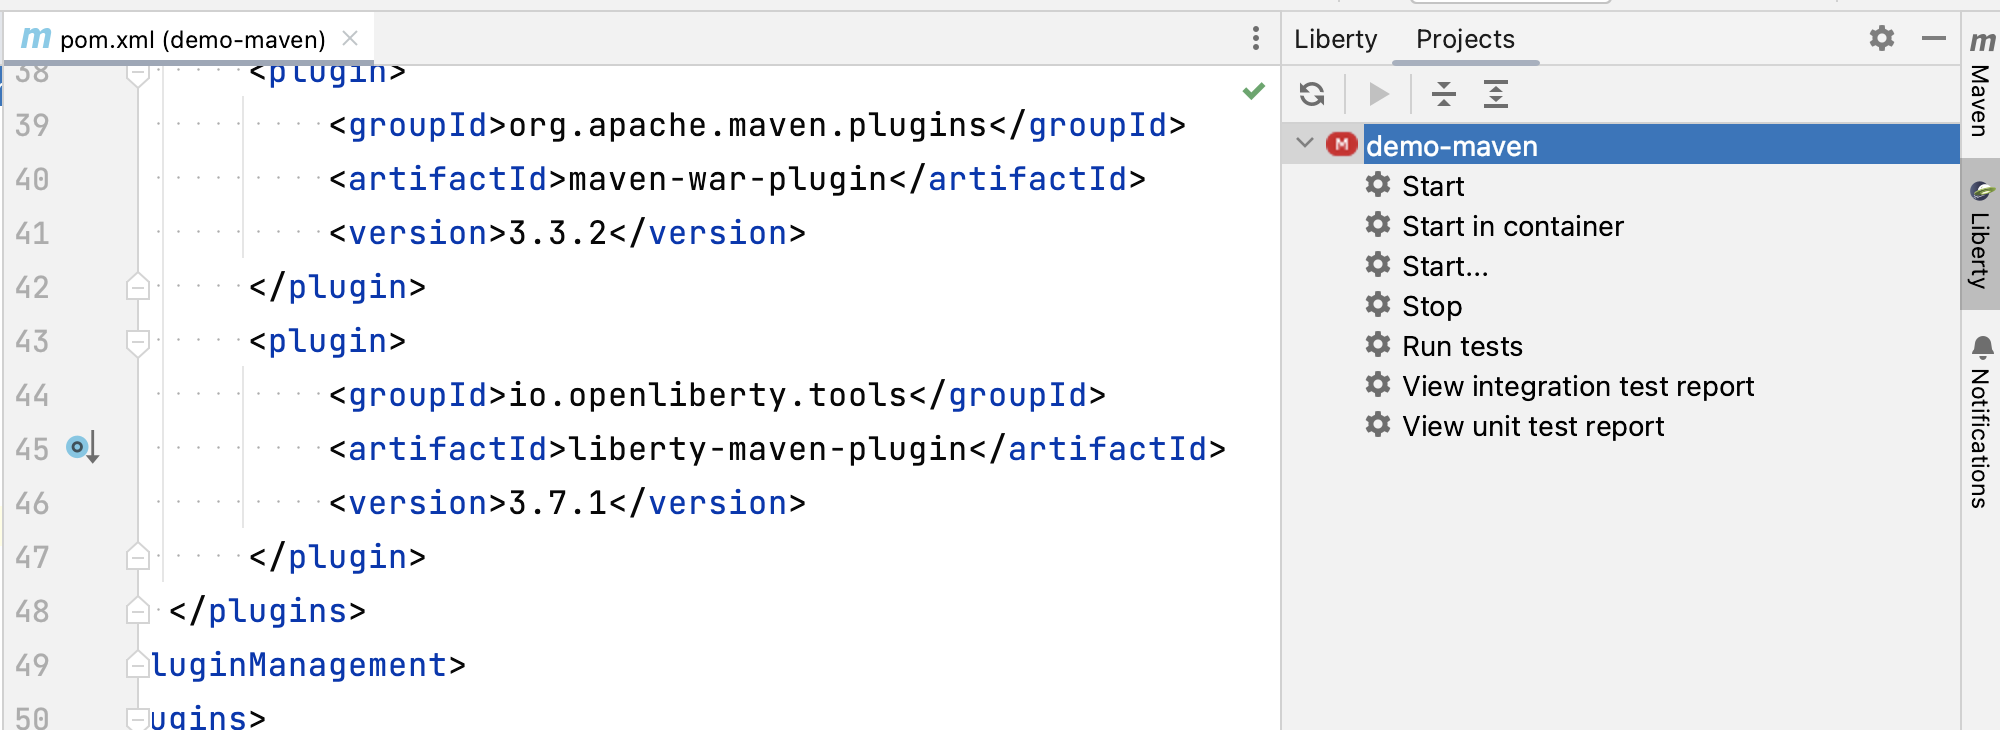 pom.xml (demo-maven)
38 <plugin>
39 <groupId>org.apache.maven.plugins</groupId>
40 <artifactId>maven-war-plugin</artifactId>
41 <version>3.3.2</version>
42 </plugin>
43 <plugin>
44 <groupId>io.openliberty.tools</groupId>
45 <artifactId>liberty-maven-plugin</artifactId>
46 <version>3.7.1</version>
47 </plugin>
48 </plugins>
49 luginManagement>
50 ugins>
Liberty Projects
demo-maven
Start
Start in container
Start...
Stop
Run tests
View integration test report
View unit test report
Maven
Liberty
Notifications